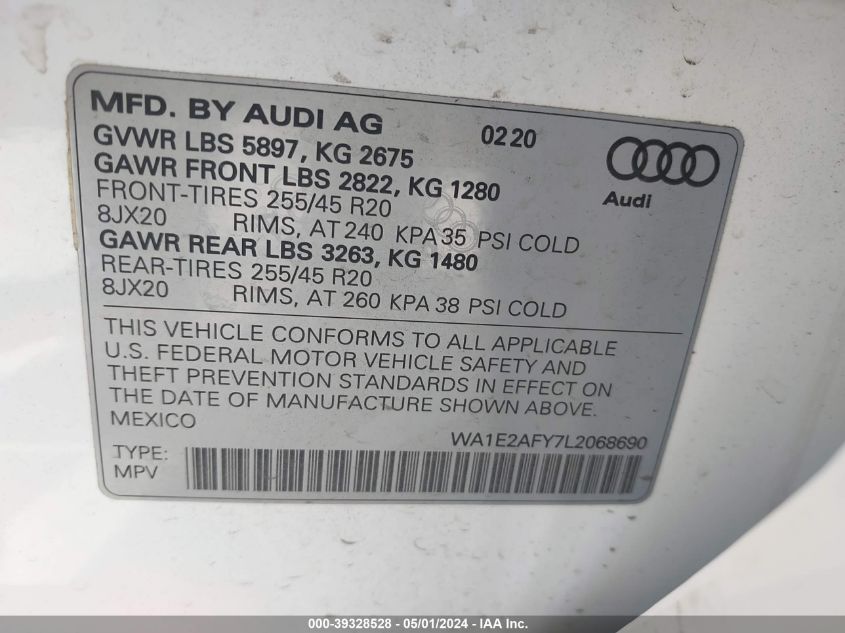 MFD. BY AUDI AG 0220
GVWR LBS 5897, KG 2675
GAWR FRONT LBS 2822, KG 1280
FRONT-TIRES 255/45 R20
8JX20 RIMS, AT 240 KPA 35 PSI COLD
GAWR REAR LBS 3263, KG 1480
REAR-TIRES 255/45 R20
8JX20 RIMS, AT 260 KPA 38 PSI COLD
Audi
THIS VEHICLE CONFORMS TO ALL APPLICABLE
U.S. FEDERAL MOTOR VEHICLE SAFETY AND
THEFT PREVENTION STANDARDS IN EFFECT ON
THE DATE OF MANUFACTURE SHOWN ABOVE.
MEXICO
WA1E2AFY7L2068690
TYPE:
MPV
000-39328528 - 05/01/2024 - IAA Inc.